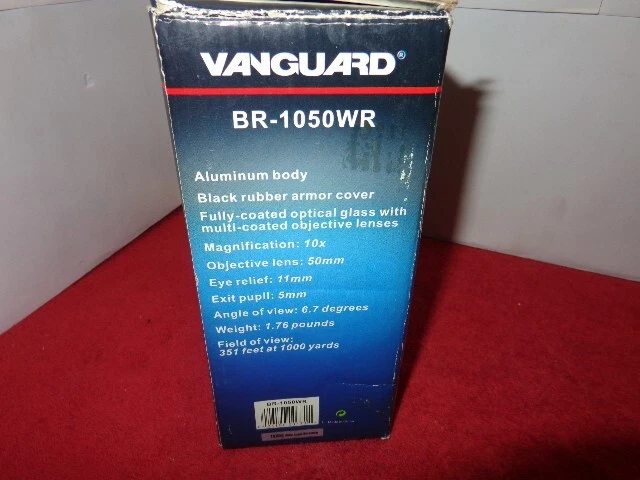 VANGUARD®
BR-1050WR
Aluminum body
Black rubber armor cover
Fully-coated optical glass with
multi-coated objective lenses
Magnification: 10x
Objective lens: 50mm
Eye relief: 11mm
Exit pupil: 5mm
Angle of view: 6.7 degrees
Weight: 1.76 pounds
Field of view:
351 feet at 1000 yards
BR-1050WR